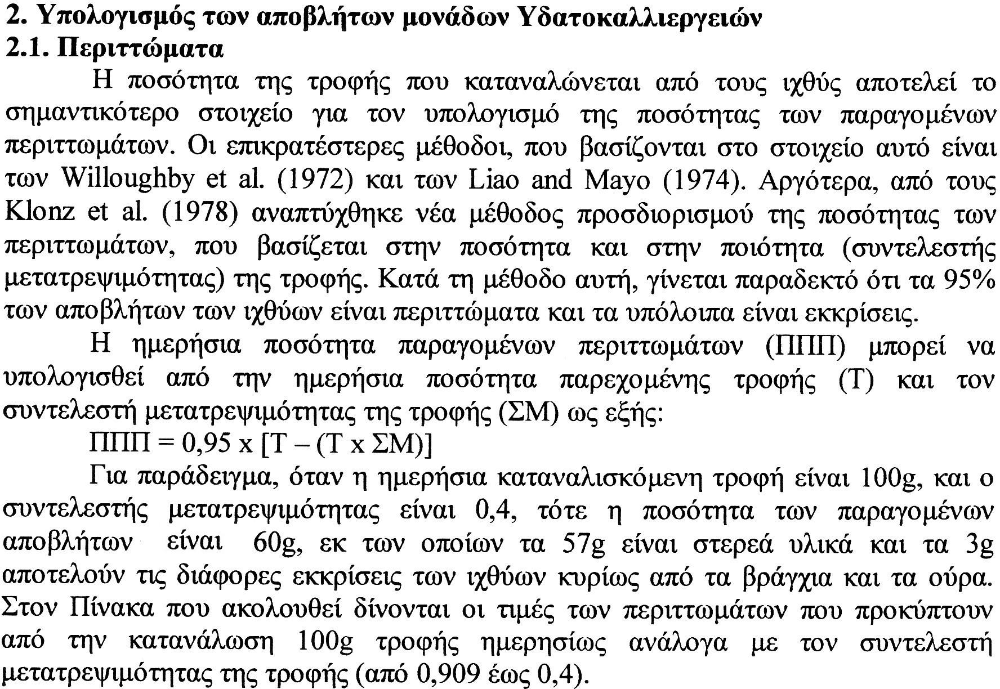 2. Υπολογισμός των αποβλήτων μονάδων Υδατοκαλλιεργειών
2.1. Περιττώματα
Η ποσότητα της τροφής που καταναλώνεται από τους ιχθύς αποτελεί το
σημαντικότερο στοιχείο για τον υπολογισμό της ποσότητας των παραγομένων
περιττωμάτων. Οι επικρατέστερες μέθοδοι, που βασίζονται στο στοιχείο αυτό είναι
των Willoughby et al. (1972) και των Liao and Mayo (1974). Αργότερα, από τους
Klonz et al. (1978) αναπτύχθηκε νέα μέθοδος προσδιορισμού της ποσότητας των
περιττωμάτων, που βασίζεται στην ποσότητα και στην ποιότητα (συντελεστής
μετατρεψιμότητας) της τροφής. Κατά τη μέθοδο αυτή, γίνεται παραδεκτό ότι τα 95%
των αποβλήτων των ιχθύων είναι περιττώματα και τα υπόλοιπα είναι εκκρίσεις.
Η ημερήσια ποσότητα παραγομένων περιττωμάτων (ΠΠΠ) μπορεί να
υπολογισθεί από την ημερήσια ποσότητα παρεχομένης τροφής (Τ) και τον
συντελεστή μετατρεψιμότητας της τροφής (ΣΜ) ως εξής:
ΠΠΠ = 0,95 x [Τ – (Τ x ΣΜ)]
Για παράδειγμα, όταν η ημερήσια καταναλισκόμενη τροφή είναι 100g, και ο
συντελεστής μετατρεψιμότητας είναι 0,4, τότε η ποσότητα των παραγομένων
αποβλήτων είναι 60g, εκ των οποίων τα 57g είναι στερεά υλικά και τα 3g
αποτελούν τις διάφορες εκκρίσεις των ιχθύων κυρίως από τα βράγχια και τα ούρα.
Στον Πίνακα που ακολουθεί δίνονται οι τιμές των περιττωμάτων που προκύπτουν
από την κατανάλωση 100g τροφής ημερησίως ανάλογα με τον συντελεστή
μετατρεψιμότητας της τροφής (από 0,909 έως 0,4).